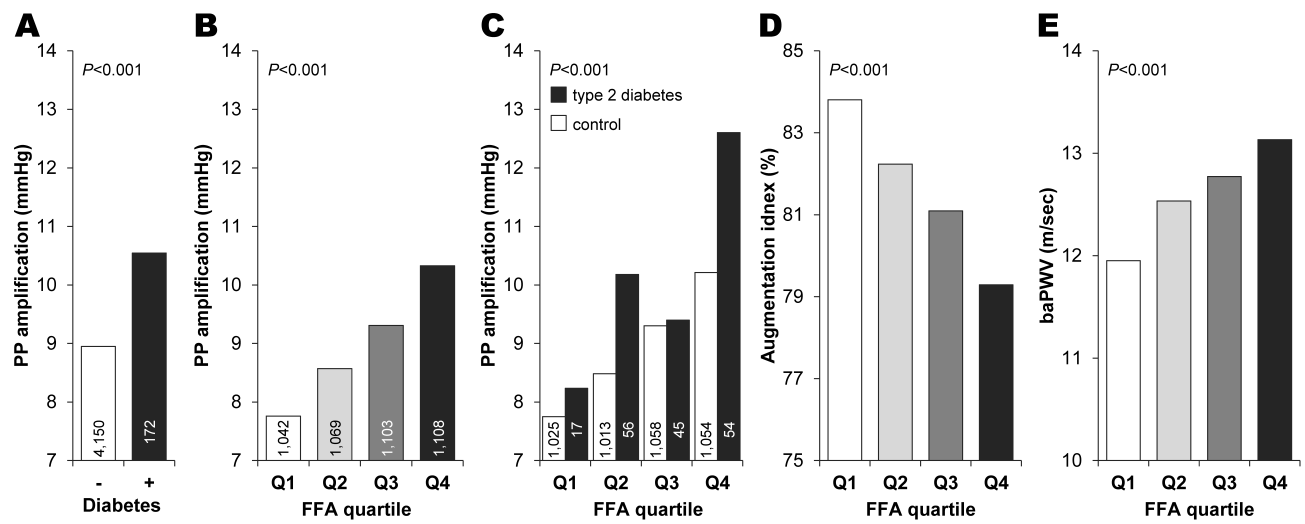 A
14
13
12
11
10
9
8
7
PP amplification (mmHg)
P<0.001
4,150
172
- +
Diabetes
B
14
13
12
11
10
9
8
7
PP amplification (mmHg)
P<0.001
1,042
1,069
1,103
1,108
Q1 Q2 Q3 Q4
FFA quartile
C
14
13
12
11
10
9
8
7
PP amplification (mmHg)
P<0.001
type 2 diabetes
control
1,025
17
1,013
56
1,058
45
1,054
54
Q1 Q2 Q3 Q4
FFA quartile
D
85
83
81
79
77
75
Augmentation idnex (%)
P<0.001
Q1 Q2 Q3 Q4
FFA quartile
E
14
13
12
11
10
baPWV (m/sec)
P<0.001
Q1 Q2 Q3 Q4
FFA quartile